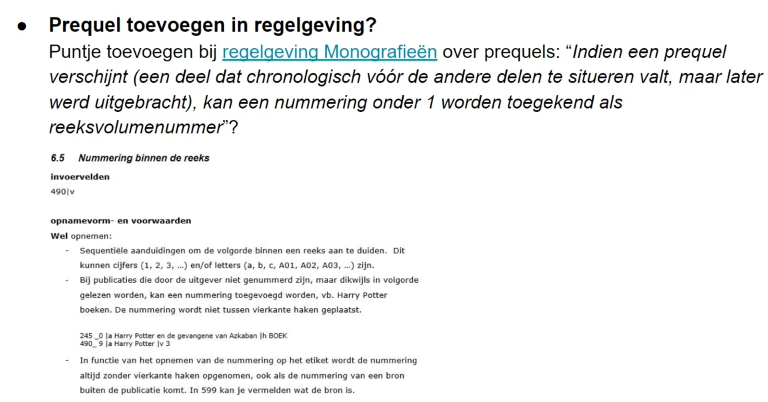 ● Prequel toevoegen in regelgeving?
Puntje toevoegen bij regelgeving Monografieën over prequels: “Indien een prequel
verschijnt (een deel dat chronologisch vóór de andere delen te situeren valt, maar later
werd uitgebracht), kan een nummering onder 1 worden toegekend als
reeksvolumenummer”?
6.5 Nummering binnen de reeks
invoervelden
490|v
opnamevorm- en voorwaarden
Wel opnemen:
- Sequentiële aanduidingen om de volgorde binnen een reeks aan te duiden. Dit
kunnen cijfers (1, 2, 3, ...) en/of letters (a, b, c, A01, A02, A03, ...) zijn.
- Bij publicaties die door de uitgever niet genummerd zijn, maar dikwijls in volgorde
gelezen worden, kan een nummering toegevoegd worden, vb. Harry Potter
boeken. De nummering wordt niet tussen vierkante haken geplaatst.
245 _0 |a Harry Potter en de gevangene van Azkaban |h BOEK
490_ 9 |a Harry Potter |v 3
- In functie van het opnemen van de nummering op het etiket wordt de nummering
altijd zonder vierkante haken opgenomen, ook als de nummering van een bron
buiten de publicatie komt. In 599 kan je vermelden wat de bron is.